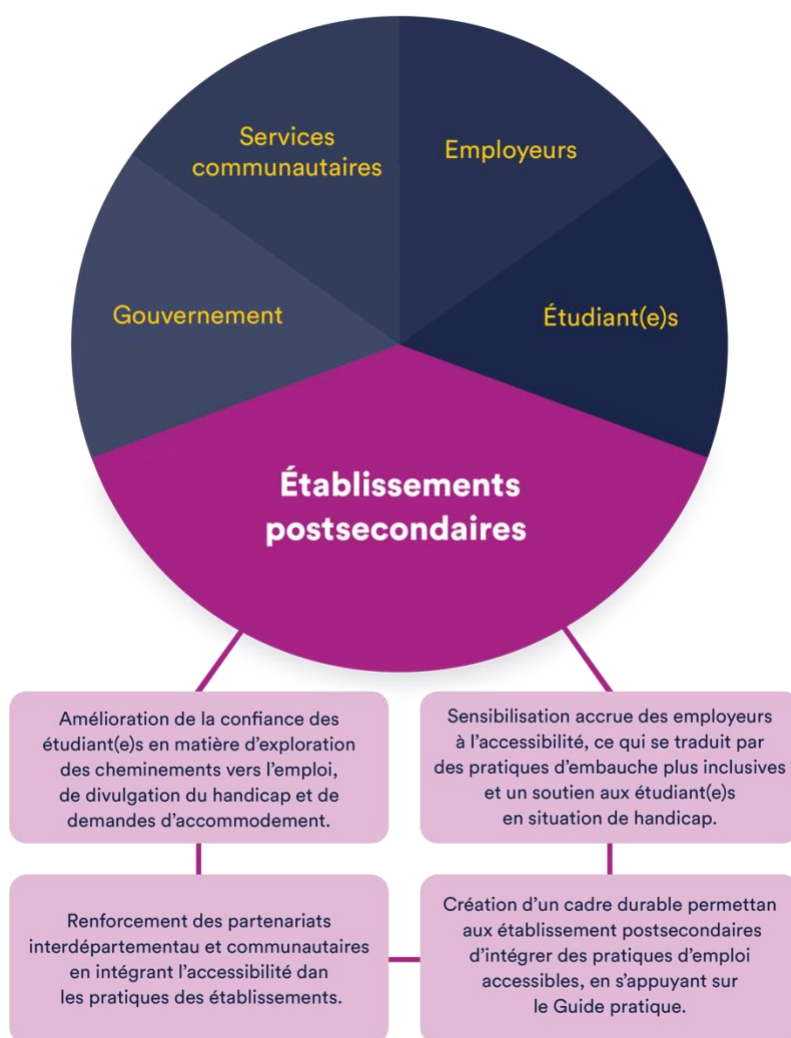 Services
communautaires
Employeurs
Gouvernement
Étudiant(e)s
Établissements
postsecondaires
Amélioration de la confiance des
étudiant(e)s en matière d'exploration
des cheminements vers l'emploi,
de divulgation du handicap et de
demandes d'accommodement.
Sensibilisation accrue des employeurs
à l'accessibilité, ce qui se traduit par
des pratiques d'embauche plus inclusives
et un soutien aux étudiant(e)s
en situation de handicap.
Renforcement des partenariats
interdépartementau et communautaires
en intégrant l'accessibilité dan
les pratiques des établissements.
Création d'un cadre durable permettan
aux établissement postsecondaires
d'intégrer des pratiques d'emploi
accessibles, en s'appuyant sur
le Guide pratique.